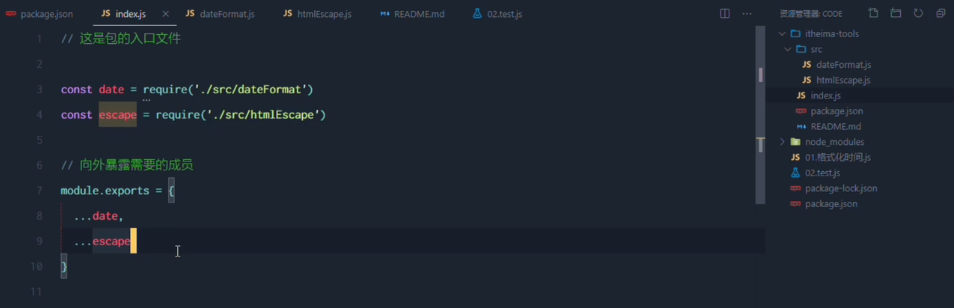 package.json
JS index.js
JS dateFormat.js
JS htmlEscape.js
README.md
02.test.js
1 // 这是包的入口文件
2
3 const date = require('./src/dateFormat')
4 const escape = require('./src/htmlEscape')
5
6 // 向外暴露需要的成员
7 module.exports = {
8 ...date,
9 ...escape
10 }
11
资源管理器: CODE
itheima-tools
src
JS dateFormat.js
JS htmlEscape.js
JS index.js
package.json
README.md
node_modules
JS 01.格式化时间.js
02.test.js
package-lock.json
package.json